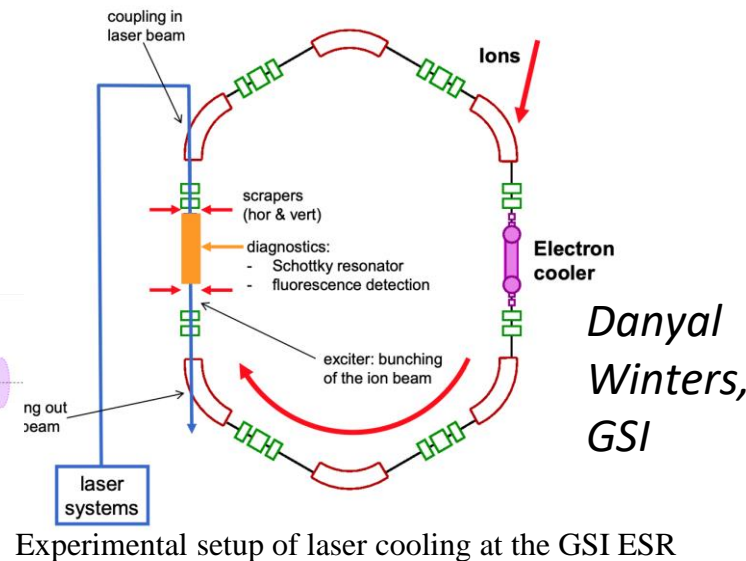 coupling in
laser beam
Ions
scrapers
(hor & vert)
diagnostics:
- Schottky resonator
- fluorescence detection
Electron
cooler
exciter: bunching
of the ion beam
Danyal
Winters,
GSI
ng out
beam
laser
systems
Experimental setup of laser cooling at the GSI ESR